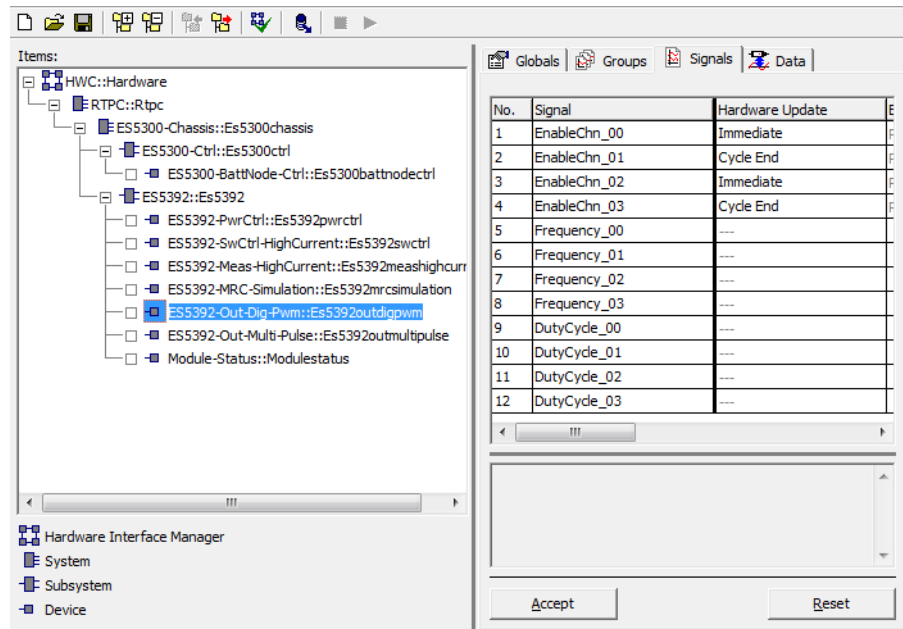 Items:
HWC::Hardware
RTPC::Rtpc
ES5300-Chassis::Es5300chassis
ES5300-Ctrl::Es5300ctrl
ES5300-BattNode-Ctrl::Es5300battnodectrl
ES5392::Es5392
ES5392-PwrCtrl::Es5392pwrctrl
ES5392-SwCtrl-HighCurrent::Es5392swctrl
ES5392-Meas-HighCurrent::Es5392meashighcurr
ES5392-MRC-Simulation::Es5392mrcsimulation
ES5392-Out-Dig-Pwm::Es5392outdigpwm
ES5392-Out-Multi-Pulse::Es5392outmultipulse
Module-Status::Modulestatus
Hardware Interface Manager
System
Subsystem
Device
Globals Groups Signals Data
No. Signal Hardware Update
1 EnableChn_00 Immediate
2 EnableChn_01 Cycle End
3 EnableChn_02 Immediate
4 EnableChn_03 Cycle End
5 Frequency_00 ---
6 Frequency_01 ---
7 Frequency_02 ---
8 Frequency_03 ---
9 DutyCycle_00 ---
10 DutyCycle_01 ---
11 DutyCycle_02 ---
12 DutyCycle_03 ---
Accept Reset